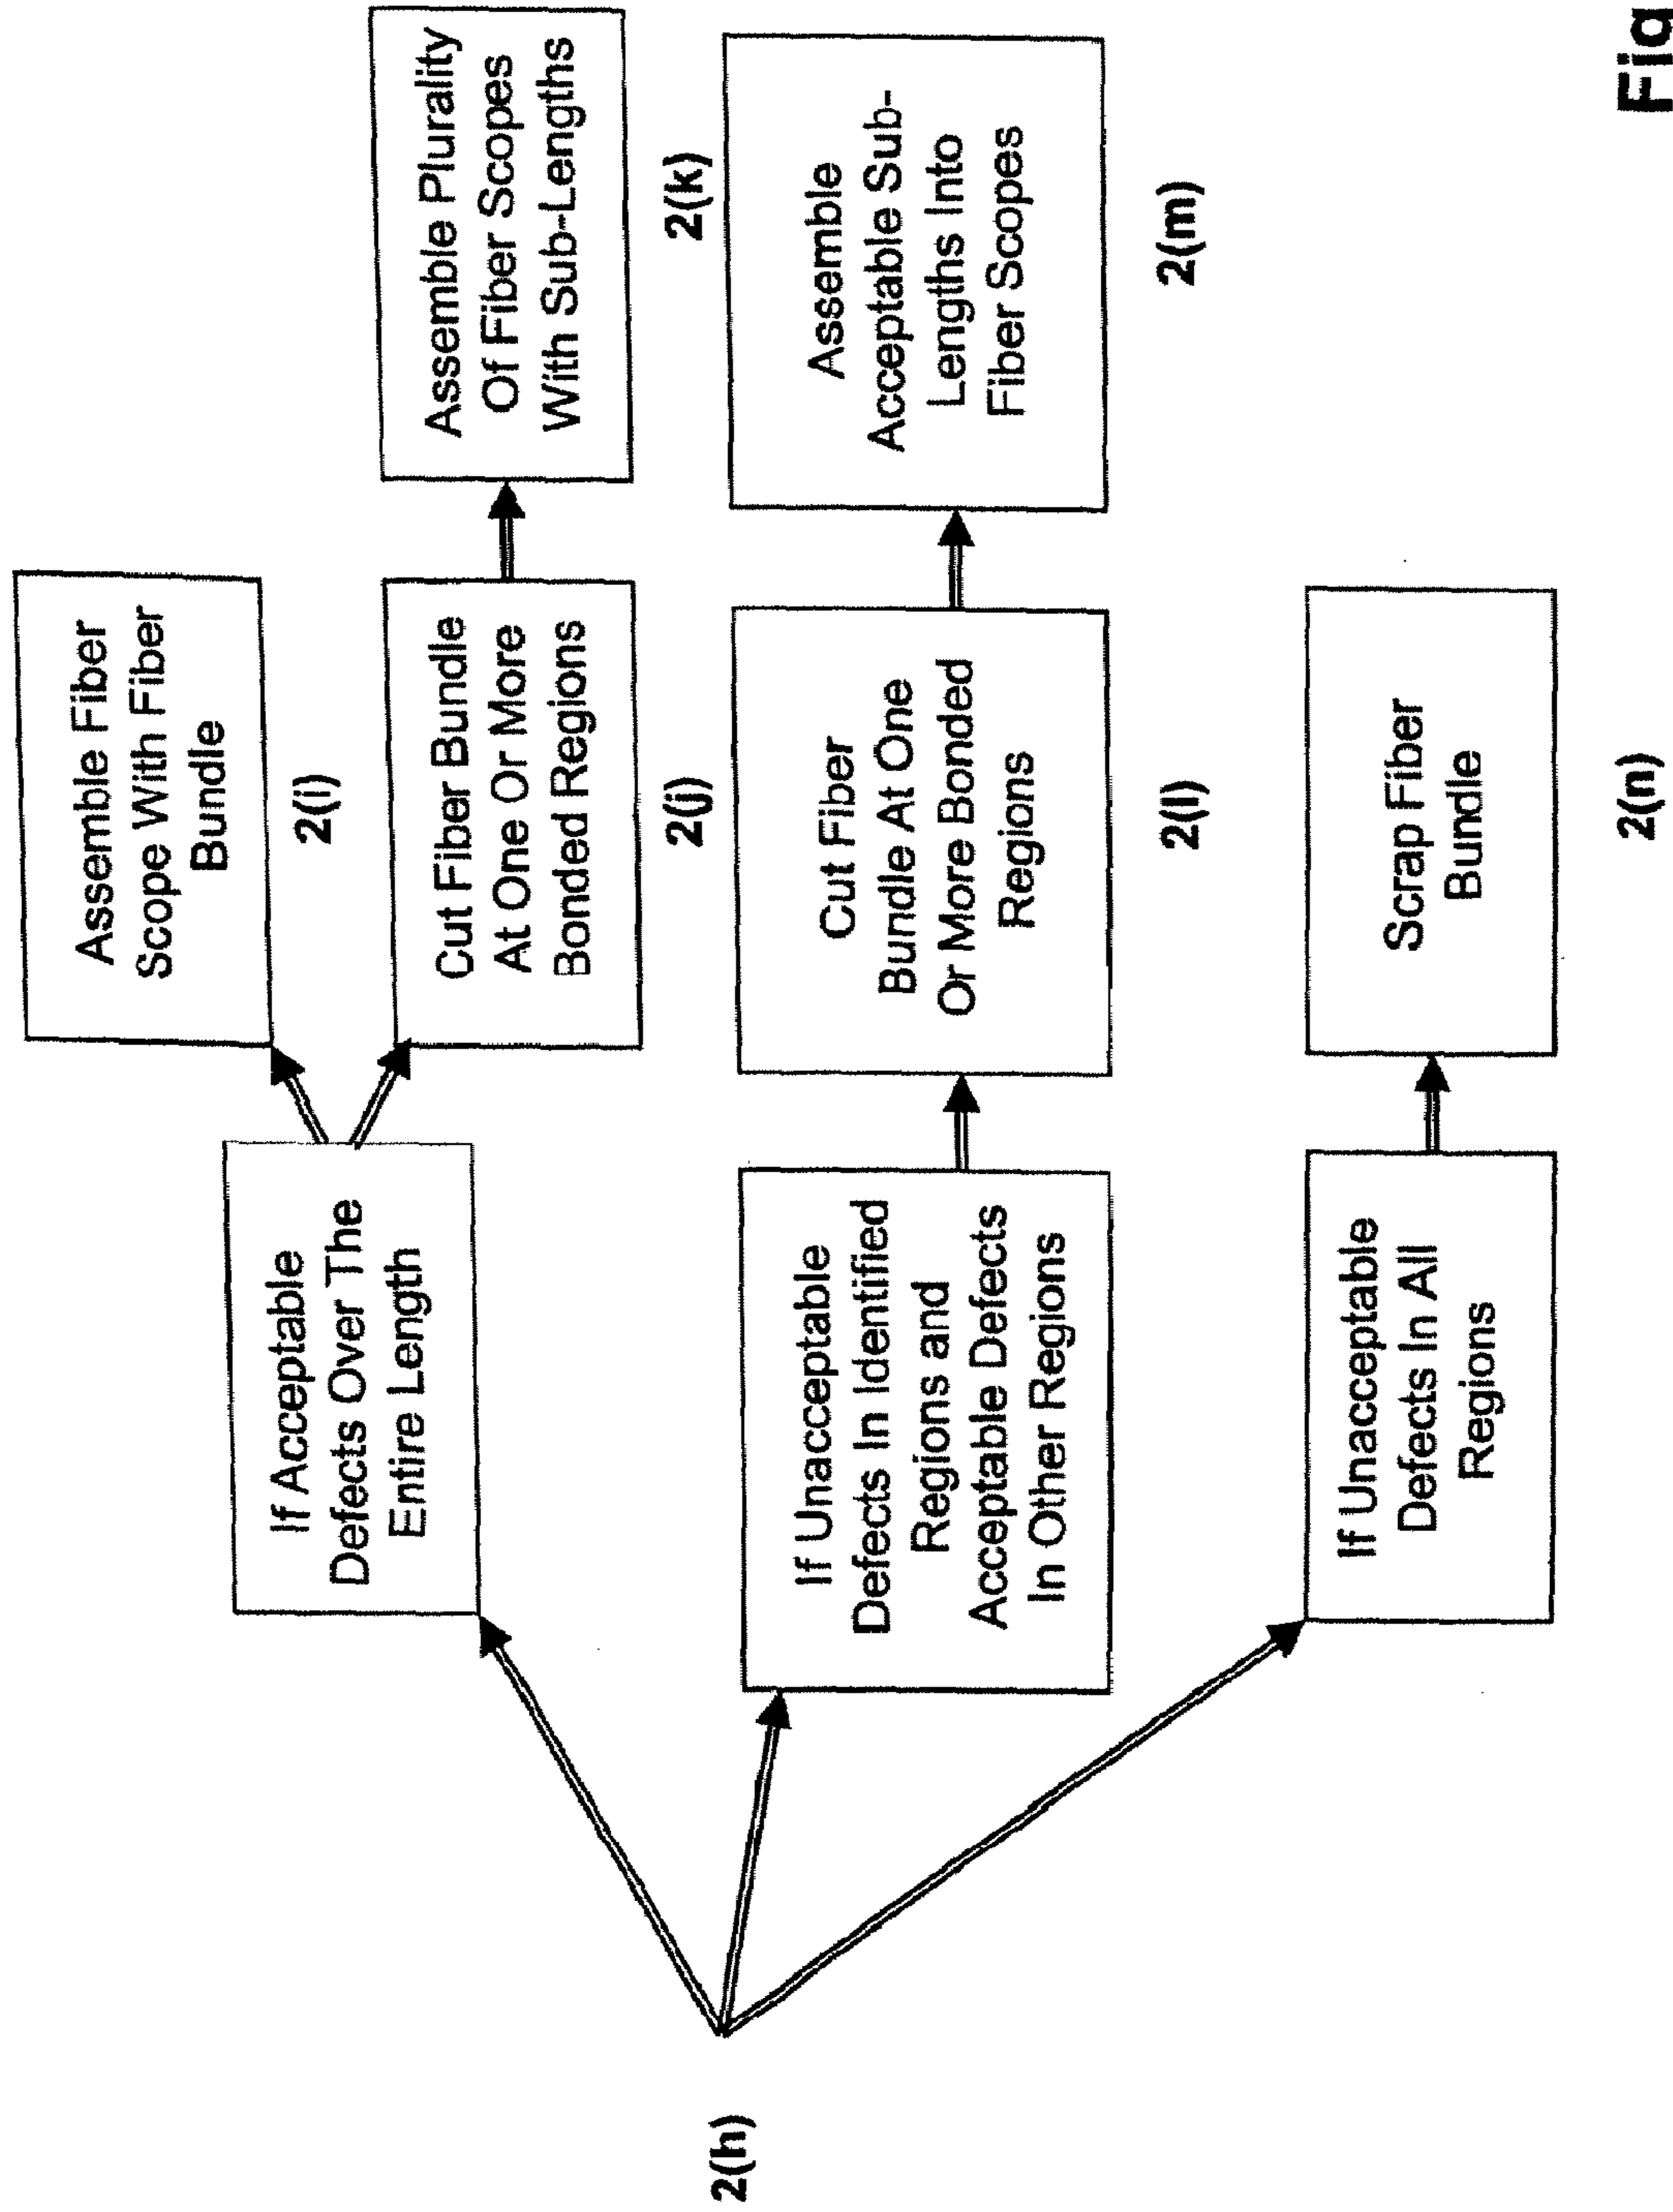 2(h)
If Acceptable
Defects Over The
Entire Length
Assemble Fiber
Scope With Fiber
Bundle
2(i)
Cut Fiber Bundle
At One Or More
Bonded Regions
2(j)
Assemble Plurality
Of Fiber Scopes
With Sub-Lengths
2(k)
If Unacceptable
Defects In Identified
Regions and
Acceptable Defects
In Other Regions
Cut Fiber
Bundle At One
Or More Bonded
Regions
2(l)
Assemble
Acceptable Sub-
Lengths Into
Fiber Scopes
2(m)
If Unacceptable
Defects In All
Regions
Scrap Fiber
Bundle
2(n)
Fig